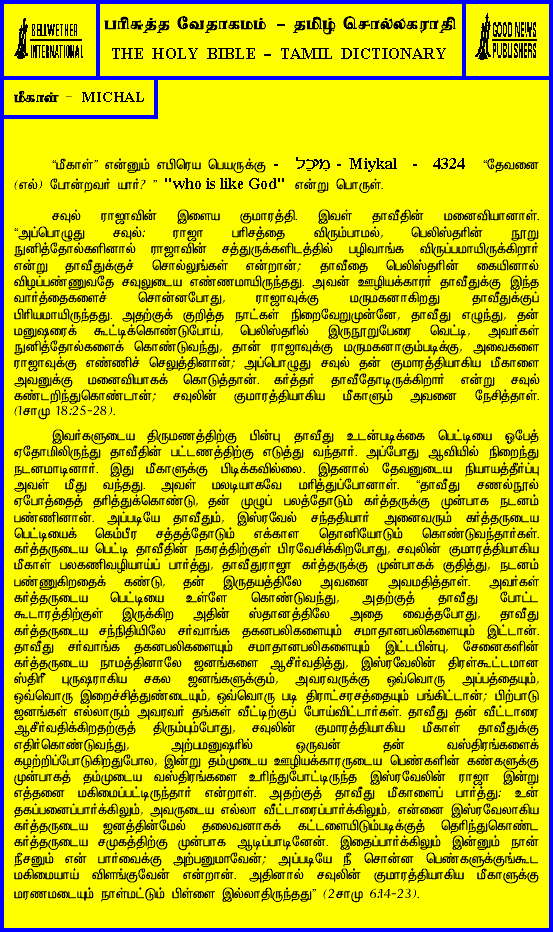 BELLWETHER
INTERNATIONAL
பரிசுத்த வேதாகமம் – தமிழ் சொல்லகராதி
THE HOLY BIBLE – TAMIL DICTIONARY
GOOD NEWS
PUBLISHERS
மீகாள் – MICHAL
“மீகாள்” என்னும் எபிரெய பெயருக்கு - מיכל - Miykal - 4324 “தேவனை
(எல்) போன்றவர் யார்? ” "who is like God" என்று பொருள்.
சவுல் ராஜாவின் இளைய குமாரத்தி. இவள் தாவீதின் மனைவியானாள்.
“அப்பொழுது சவுல்: ராஜா பரிசத்தை விரும்பாமல், பெலிஸ்தரின் நூறு
நுனித்தோல்களினால் ராஜாவின் சத்துருக்களிடத்தில் பழிவாங்க விருப்பமாயிருக்கிறார்
என்று தாவீதுக்குச் சொல்லுங்கள் என்றான்; தாவீதை பெலிஸ்தரின் கையினால்
விழப்பண்ணுவதே சவுலுடைய எண்ணமாயிருந்தது. அவன் ஊழியக்காரர் தாவீதுக்கு இந்த
வார்த்தைகளைச் சொன்னபோது, ராஜாவுக்கு மருமகனாகிறது தாவீதுக்குப்
பிரியமாயிருந்தது. அதற்குக் குறித்த நாட்கள் நிறைவேறுமுன்னே, தாவீது எழுந்து, தன்
மனுஷரைக் கூட்டிக்கொண்டுபோய், பெலிஸ்தரில் இருநூறுபேரை வெட்டி, அவர்கள்
நுனித்தோல்களைக் கொண்டுவந்து, தான் ராஜாவுக்கு மருமகனாகும்படிக்கு, அவைகளை
ராஜாவுக்கு எண்ணிச் செலுத்தினான்; அப்பொழுது சவுல் தன் குமாரத்தியாகிய மீகாளை
அவனுக்கு மனைவியாகக் கொடுத்தான். கர்த்தர் தாவீதோடிருக்கிறார் என்று சவுல்
கண்டறிந்துகொண்டான்; சவுலின் குமாரத்தியாகிய மீகாளும் அவனை நேசித்தாள்.
(1சாமு 18:25-28).
இவர்களுடைய திருமணத்திற்கு பின்பு தாவீது உடன்படிக்கை பெட்டியை ஓபேத்
ஏதோமிலிருந்து தாவீதின் பட்டணத்திற்கு எடுத்து வந்தார். அப்போது ஆவியில் நிறைந்து
நடனமாடினார். இது மீகாளுக்கு பிடிக்கவில்லை. இதனால் தேவனுடைய நியாயத்தீர்ப்பு
அவள் மீது வந்தது. அவள் மலடியாகவே மரித்துப்போனாள். “தாவீது சணல்நூல்
ஏபோத்தைத் தரித்துக்கொண்டு, தன் முழுப் பலத்தோடும் கர்த்தருக்கு முன்பாக நடனம்
பண்ணினான். அப்படியே தாவீதும், இஸ்ரவேல் சந்ததியார் அனைவரும் கர்த்தருடைய
பெட்டியைக் கெம்பீர சத்தத்தோடும் எக்காள தொனியோடும் கொண்டுவந்தார்கள்.
கர்த்தருடைய பெட்டி தாவீதின் நகரத்திற்குள் பிரவேசிக்கிறபோது, சவுலின் குமாரத்தியாகிய
மீகாள் பலகணிவழியாய்ப் பார்த்து, தாவீதுராஜா கர்த்தருக்கு முன்பாகக் குதித்து, நடனம்
பண்ணுகிறதைக் கண்டு, தன் இருதயத்திலே அவனை அவமதித்தாள். அவர்கள்
கர்த்தருடைய பெட்டியை உள்ளே கொண்டுவந்து, அதற்குத் தாவீது போட்ட
கூடாரத்திற்குள் இருக்கிற அதின் ஸ்தானத்திலே அதை வைத்தபோது, தாவீது
கர்த்தருடைய சந்நிதியிலே சர்வாங்க தகனபலிகளையும் சமாதானபலிகளையும் இட்டான்.
தாவீது சர்வாங்க தகனபலிகளையும் சமாதானபலிகளையும் இட்டபின்பு, சேனைகளின்
கர்த்தருடைய நாமத்தினாலே ஜனங்களை ஆசீர்வதித்து, இஸ்ரவேலின் திரள்கூட்டமான
ஸ்திரீ புருஷராகிய சகல ஜனங்களுக்கும், அவரவருக்கு ஒவ்வொரு அப்பத்தையும்,
ஒவ்வொரு இறைச்சித்துண்டையும், ஒவ்வொரு படி திராட்சரசத்தையும் பங்கிட்டான்; பிற்பாடு
ஜனங்கள் எல்லாரும் அவரவர் தங்கள் வீட்டிற்குப் போய்விட்டார்கள். தாவீது தன் வீட்டாரை
ஆசீர்வதிக்கிறதற்குத் திரும்பும்போது, சவுலின் குமாரத்தியாகிய மீகாள் தாவீதுக்கு
எதிர்கொண்டுவந்து, அற்பமனுஷரில் ஒருவன் தன் வஸ்திரங்களைக்
கழற்றிப்போடுகிறதுபோல, இன்று தம்முடைய ஊழியக்காரருடைய பெண்களின் கண்களுக்கு
முன்பாகத் தம்முடைய வஸ்திரங்களை உரிந்துபோட்டிருந்த இஸ்ரவேலின் ராஜா இன்று
எத்தனை மகிமைப்பட்டிருந்தார் என்றாள். அதற்குத் தாவீது மீகாளைப் பார்த்து: உன்
தகப்பனைப்பார்க்கிலும், அவருடைய எல்லா வீட்டாரைப்பார்க்கிலும், என்னை இஸ்ரவேலாகிய
கர்த்தருடைய ஜனத்தின்மேல் தலைவனாகக் கட்டளையிடும்படிக்குத் தெரிந்துகொண்ட
கர்த்தருடைய சமுகத்திற்கு முன்பாக ஆடிப்பாடினேன். இதைப்பார்க்கிலும் இன்னும் நான்
நீசனும் என் பார்வைக்கு அற்பனுமாவேன்; அப்படியே நீ சொன்ன பெண்களுக்குங்கூட
மகிமையாய் விளங்குவேன் என்றான். அதினால் சவுலின் குமாரத்தியாகிய மீகாளுக்கு
மரணமடையும் நாள்மட்டும் பிள்ளை இல்லாதிருந்தது” (2சாமு 6:14-23).